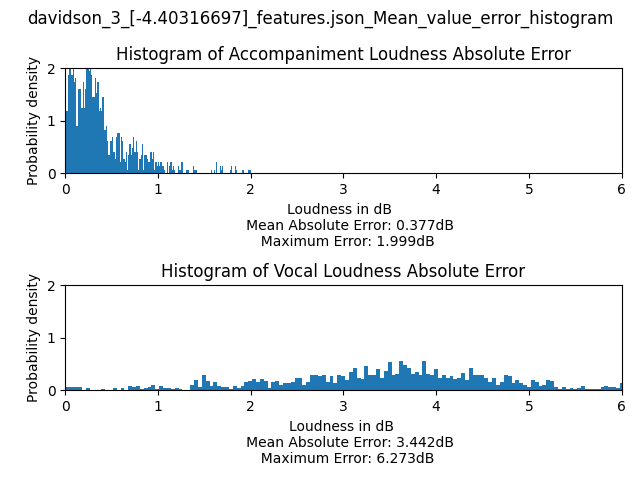 davidson_3_[-4.40316697]_features.json_Mean_value_error_histogram
Histogram of Accompaniment Loudness Absolute Error
Probability density
2
1
0
0 1 2 3 4 5 6
Loudness in dB
Mean Absolute Error: 0.377dB
Maximum Error: 1.999dB
Histogram of Vocal Loudness Absolute Error
Probability density
2
1
0
0 1 2 3 4 5 6
Loudness in dB
Mean Absolute Error: 3.442dB
Maximum Error: 6.273dB